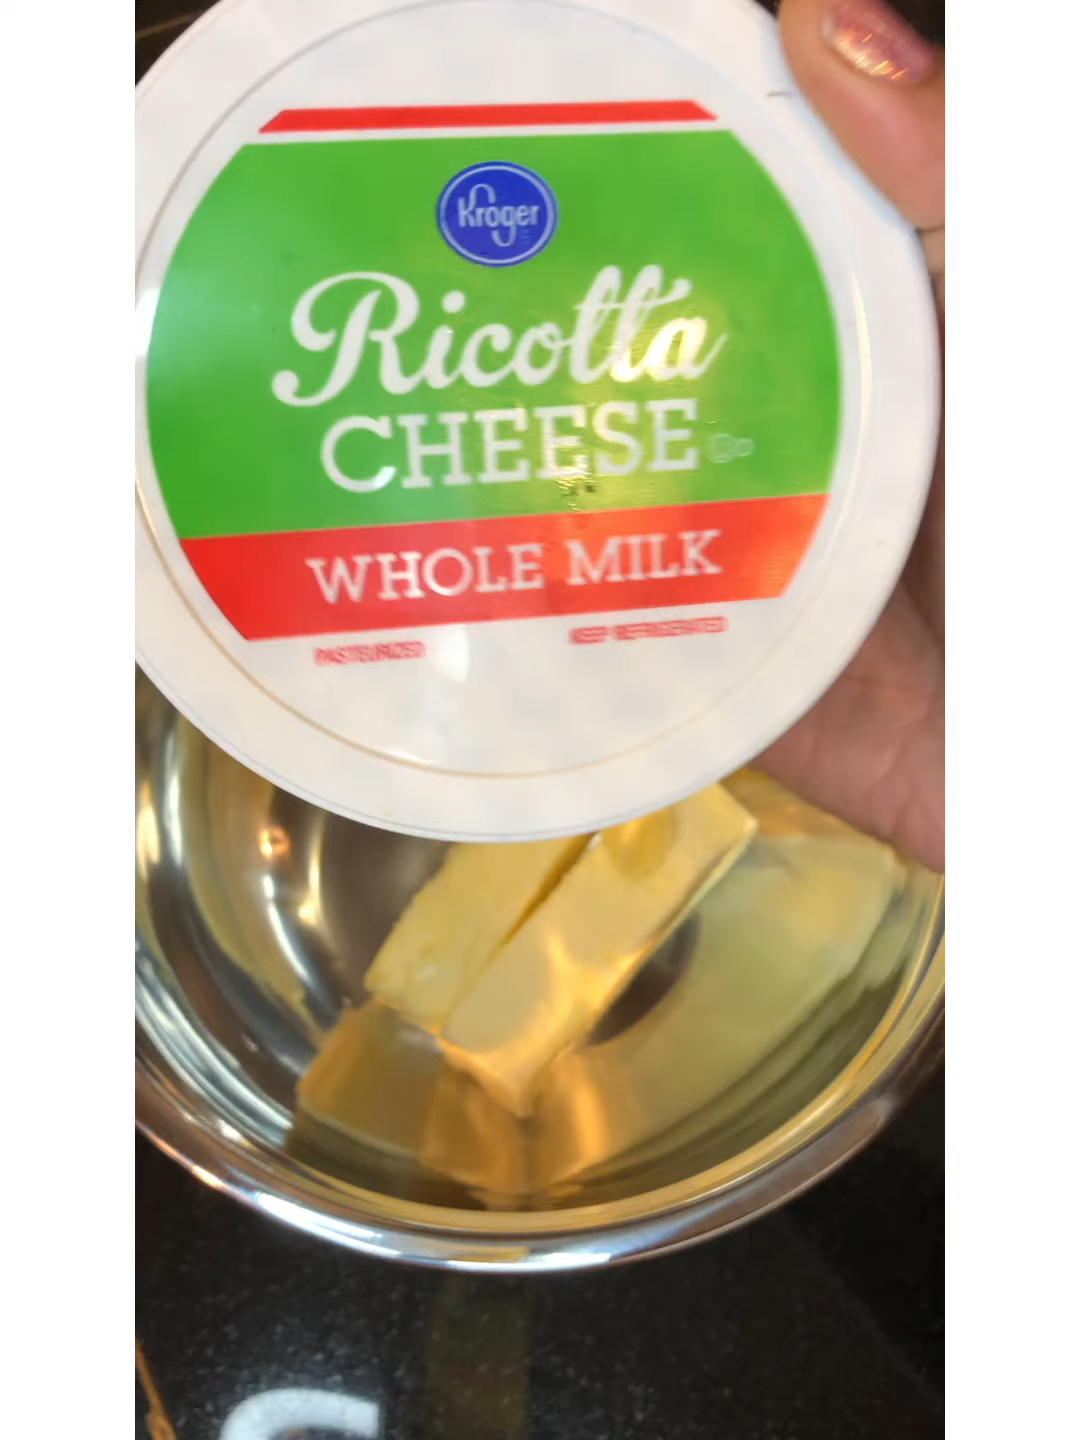 Kroger
Ricotta
CHEESE
WHOLE MILK
PASTEURIZED
KEEP REFRIGERATED